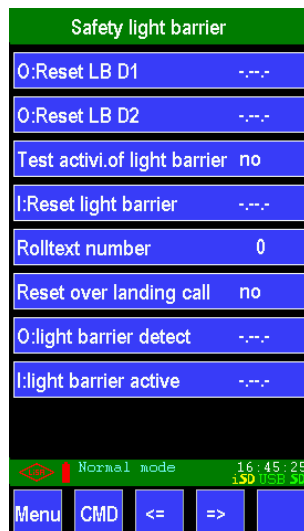 Safety light barrier
O:Reset LB D1 -.--.-
O:Reset LB D2 -.--.-
Test activi.of light barrier no
I:Reset light barrier -.--.-
Rolltext number 0
Reset over landing call no
O:light barrier detect -.--.-
I:light barrier active -.--.-
Normal mode 16:45:25
iSD USB SD
Menu CMD <= =>